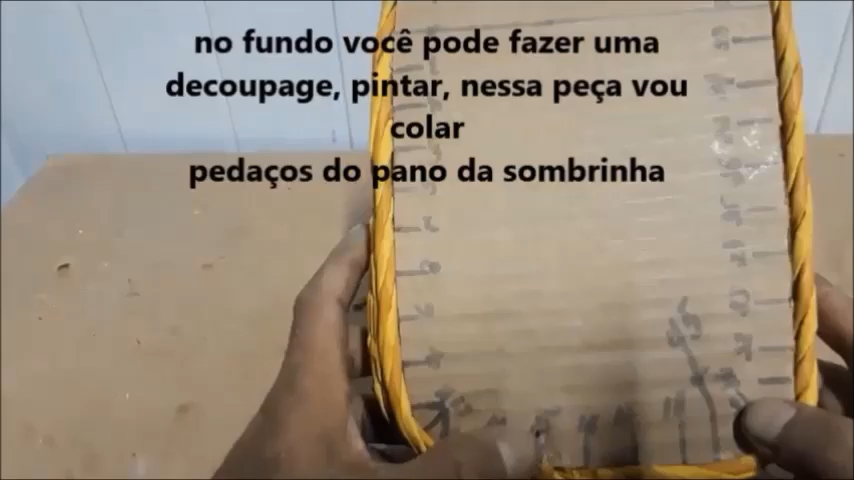 no fundo você pode fazer uma
decoupage, pintar, nessa peça vou
colar
pedaços do pano da sombrinha